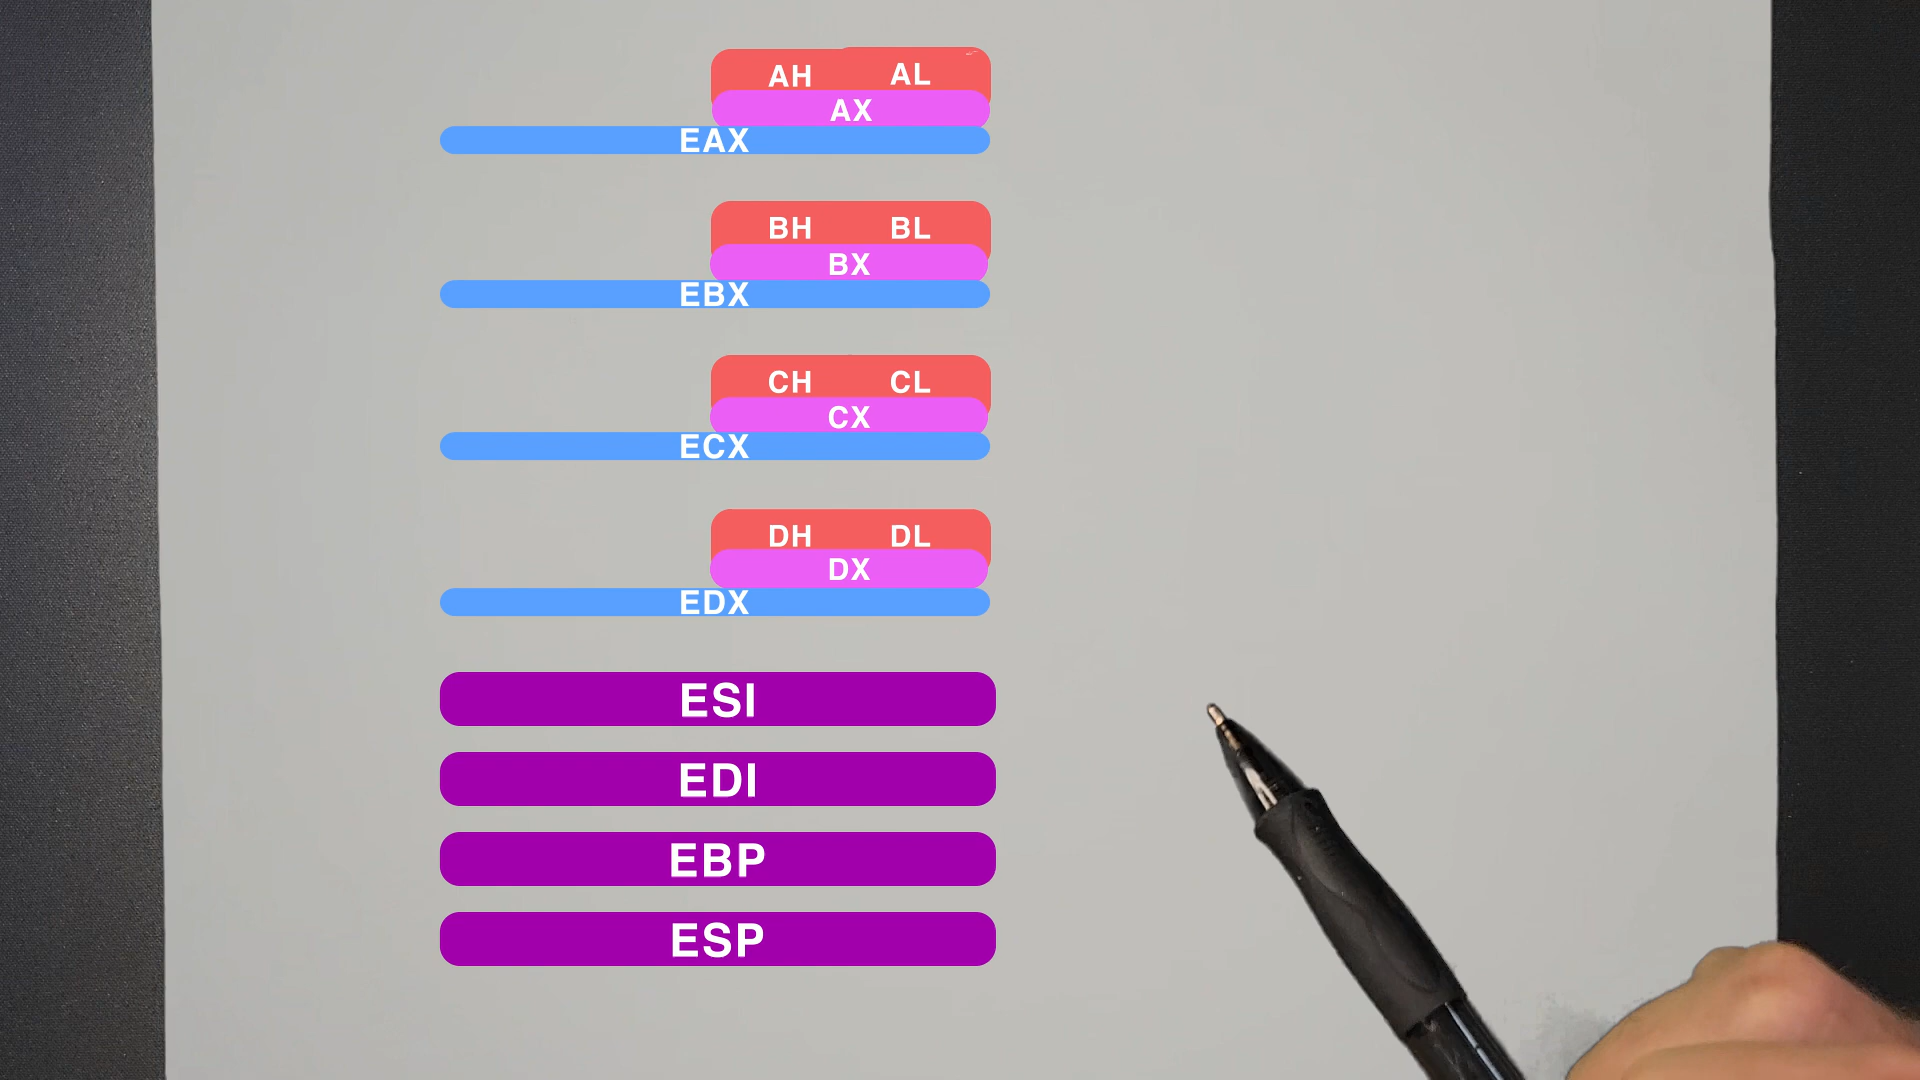 AH AL
AX
EAX
BH BL
BX
EBX
CH CL
CX
ECX
DH DL
DX
EDX
ESI
EDI
EBP
ESP